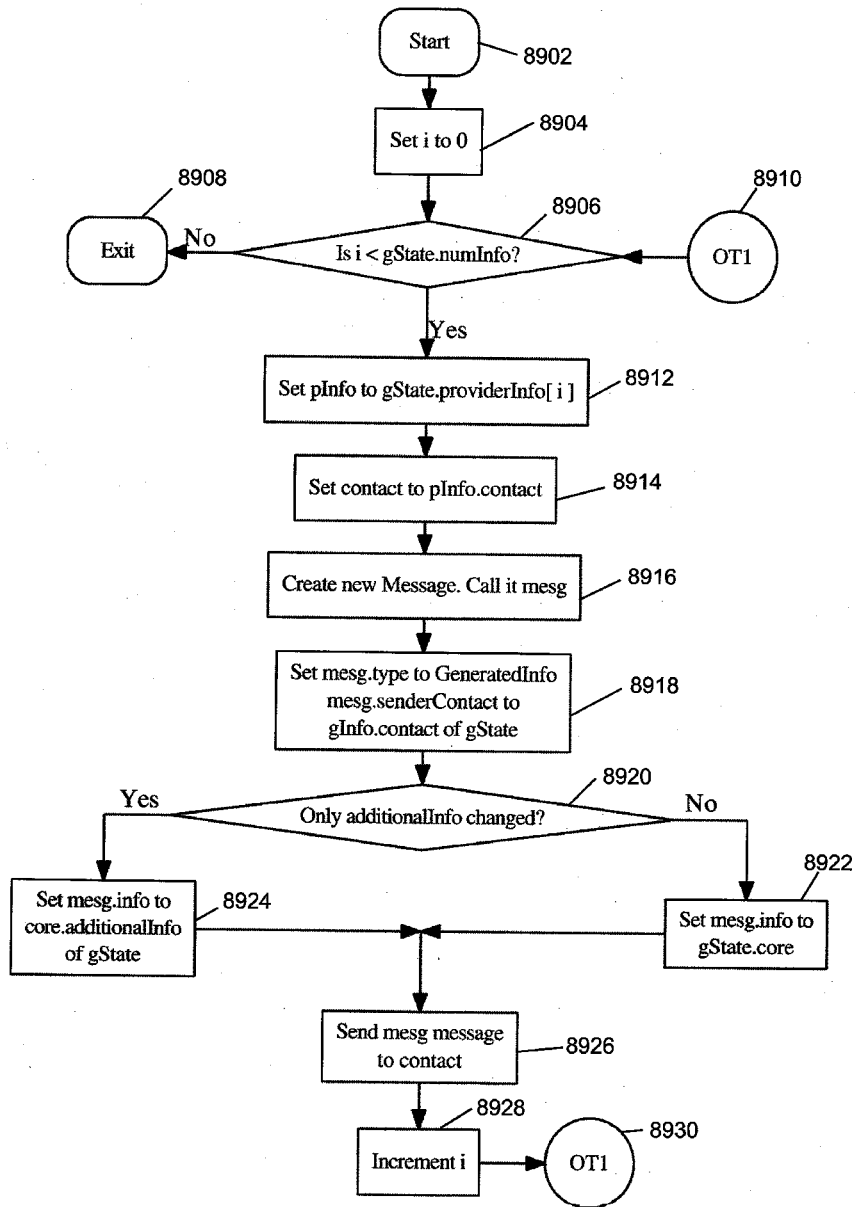 Start
8902
Set i to 0
8904
8908
8906
8910
Exit
No
Is i < gState.numInfo?
OT1
Yes
Set pInfo to gState.providerInfo[ i ]
8912
Set contact to pInfo.contact
8914
Create new Message. Call it mesg
8916
Set mesg.type to GeneratedInfo
mesg.senderContact to
gInfo.contact of gState
8918
8920
Yes
Only additionalInfo changed?
No
Set mesg.info to
core.additionalInfo
of gState
8924
8922
Set mesg.info to
gState.core
Send mesg message
to contact
8926
8928
8930
Increment i
OT1